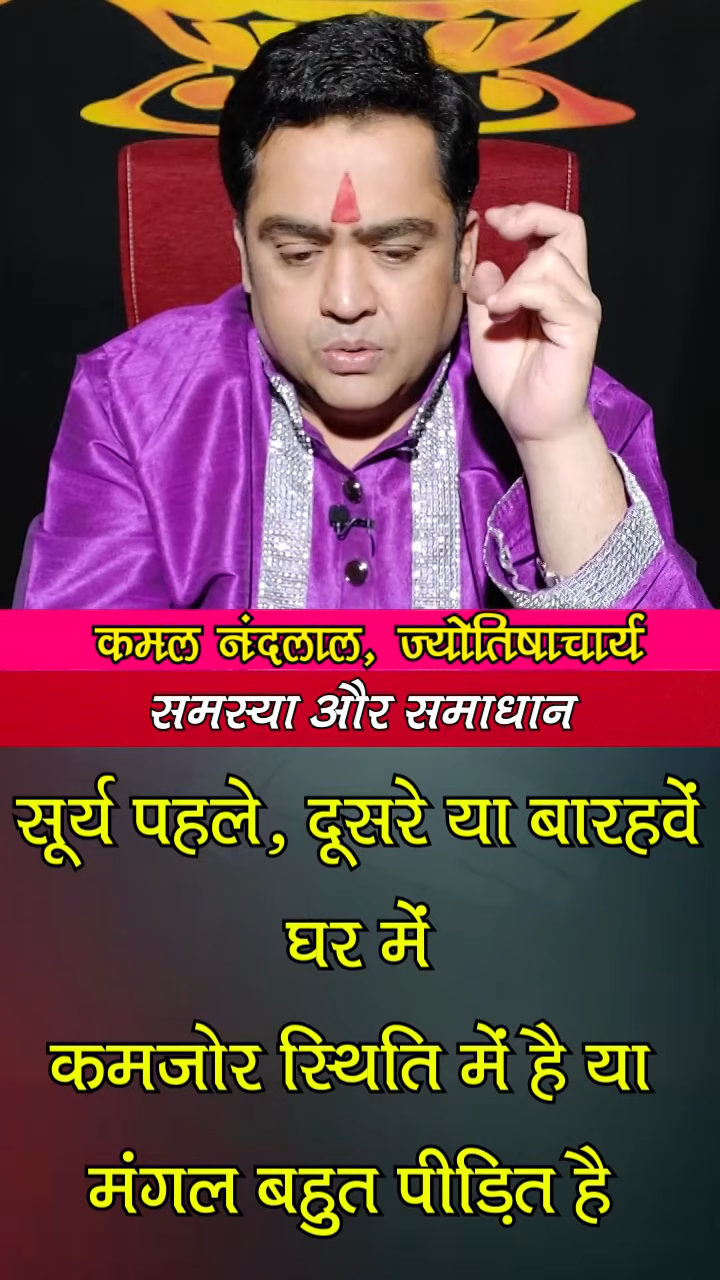 कमल नंदलाल, ज्योतिषाचार्य
समस्या और समाधान
सूर्य पहले, दूसरे या बारहवें
घर में
कमजोर स्थिति में है या
मंगल बहुत पीड़ित है